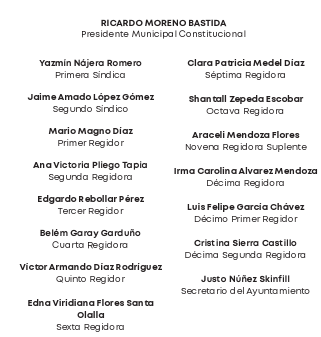 RICARDO MORENO BASTIDA
Presidente Municipal Constitucional
Yazmín Nájera Romero
Primera Síndica
Jaime Amado López Gómez
Segundo Síndico
Mario Magno Díaz
Primer Regidor
Ana Victoria Pliego Tapia
Segunda Regidora
Edgardo Rebollar Pérez
Tercer Regidor
Belém Garay Garduño
Cuarta Regidora
Víctor Armando Díaz Rodríguez
Quinto Regidor
Edna Viridiana Flores Santa
Olalla
Sexta Regidora
Clara Patricia Medel Díaz
Séptima Regidora
Shantall Zepeda Escobar
Octava Regidora
Araceli Mendoza Flores
Novena Regidora Suplente
Irma Carolina Alvarez Mendoza
Décima Regidora
Luis Felipe García Chávez
Décimo Primer Regidor
Cristina Sierra Castillo
Décima Segunda Regidora
Justo Núñez Skinfill
Secretario del Ayuntamiento